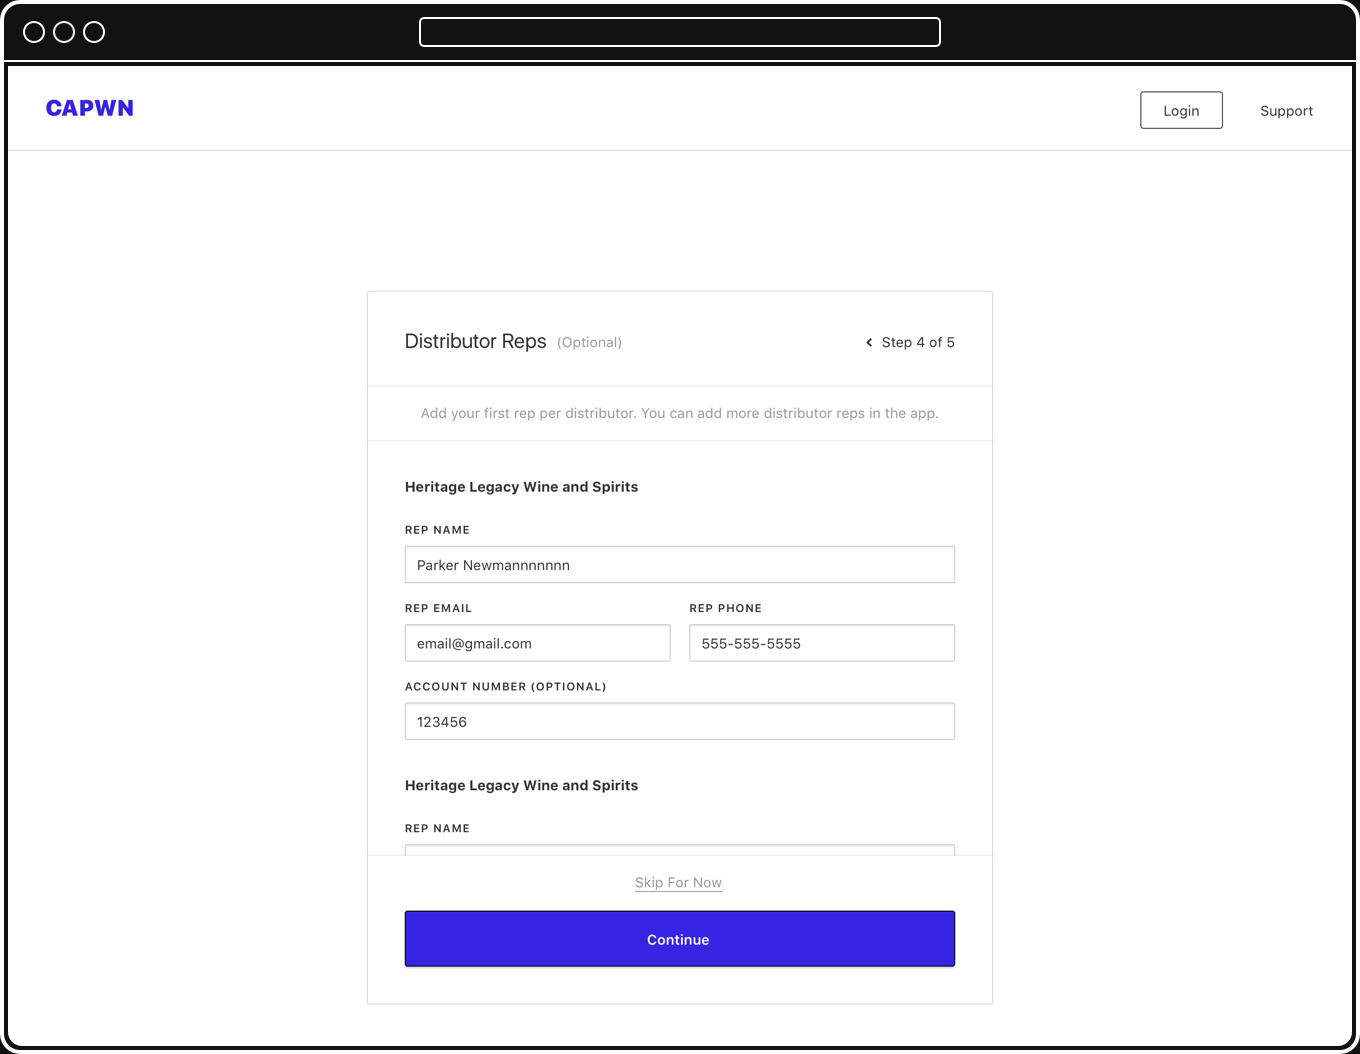 CAPWN
Login
Support
Distributor Reps (Optional)
Step 4 of 5
Add your first rep per distributor. You can add more distributor reps in the app.
Heritage Legacy Wine and Spirits
REP NAME
Parker Newmannnnnnn
REP EMAIL
REP PHONE
email@gmail.com
555-555-5555
ACCOUNT NUMBER (OPTIONAL)
123456
Heritage Legacy Wine and Spirits
REP NAME
Skip For Now
Continue